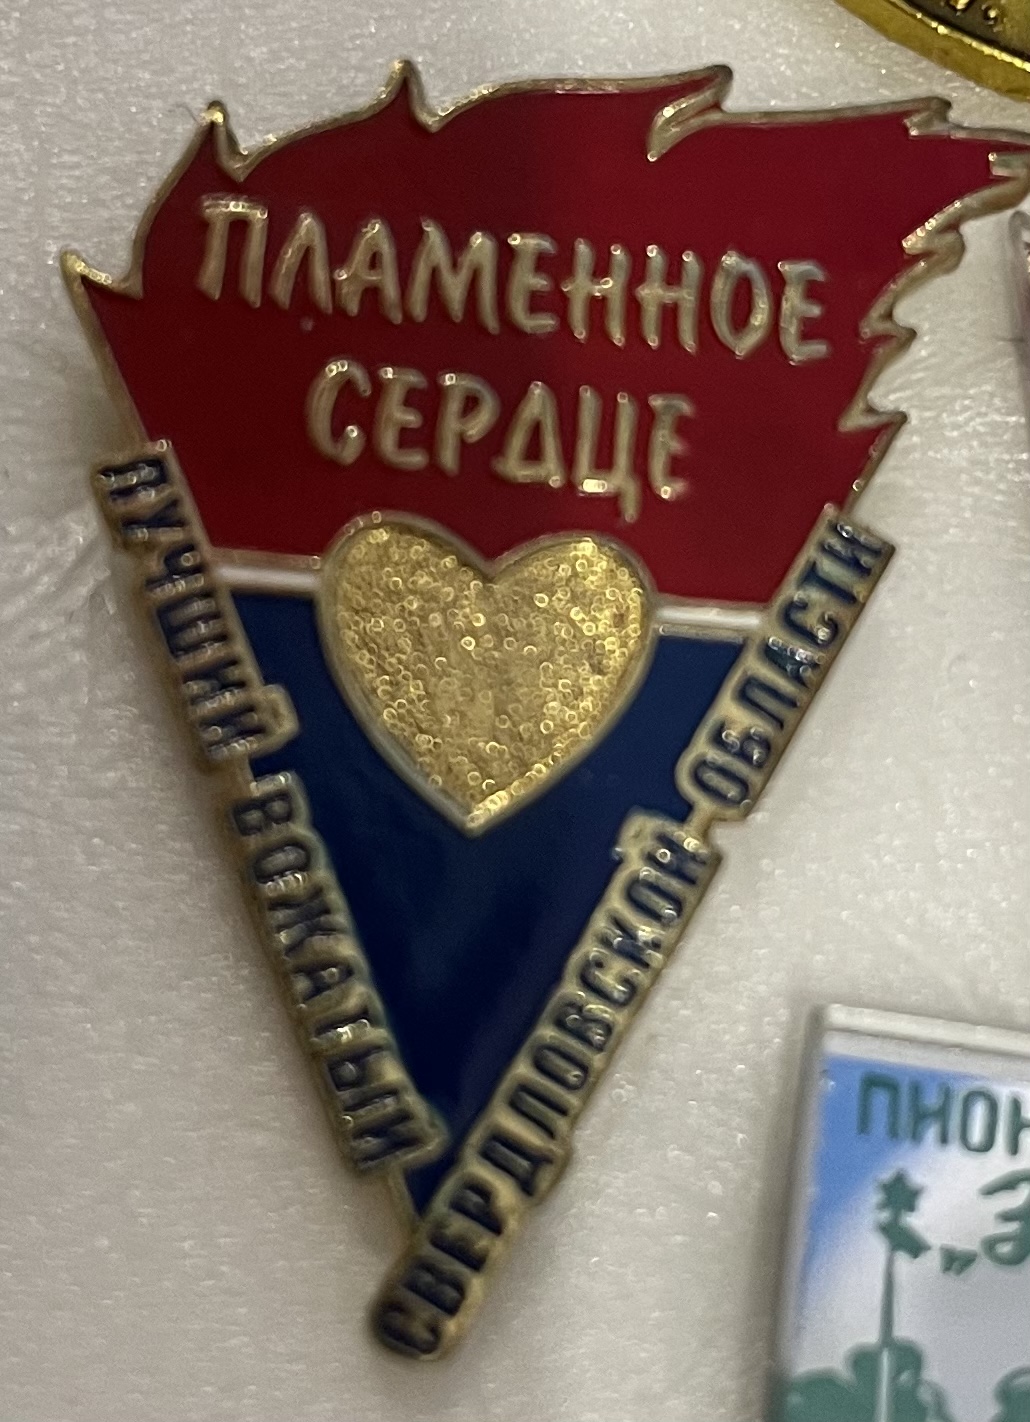 ПЛАМЕННОЕ
СЕРДЦЕ
ЛУЧШИЙ ВОЖАТЫЙ
СВЕРДЛОВСКОЙ ОБЛАСТИ
ПИОН